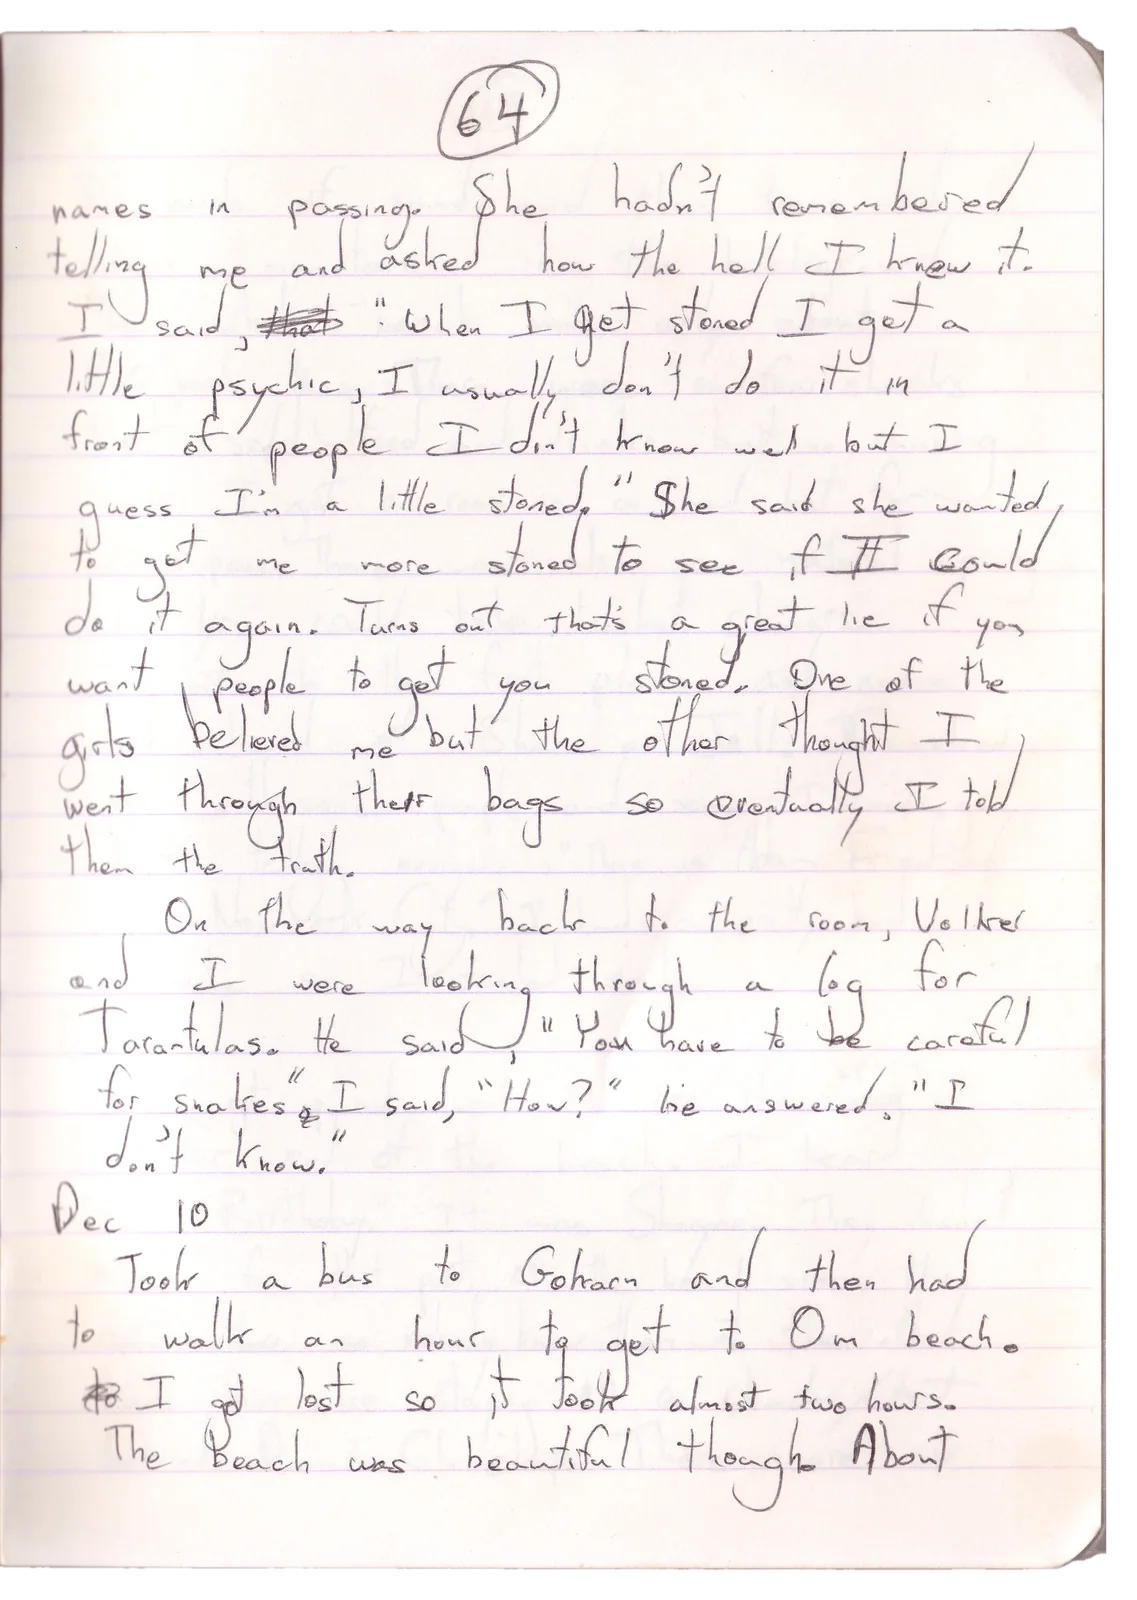 64
names in passing. She hadn't remembered
telling me and asked how the hell I knew it.
I said, that "When I get stoned I get a
little psychic, I usually don't do it in
front of people I din't know well but I
guess I'm a little stoned." She said she wanted
to get me more stoned to see if I could
do it again. Turns out that's a great lie if you
want people to get you stoned. One of the
girls believed me but the other thought I
went through their bags so eventually I told
them the truth.
On the way back to the room, Volker
and I were looking through a log for
Tarantulas. He said, "You have to be careful
for snakes", I said, "How?" he answered, "I
don't know."
Dec 10
Took a bus to Gokarn and then had
to walk an hour to get to Om beach.
to I got lost so it took almost two hours.
The beach was beautiful though. About